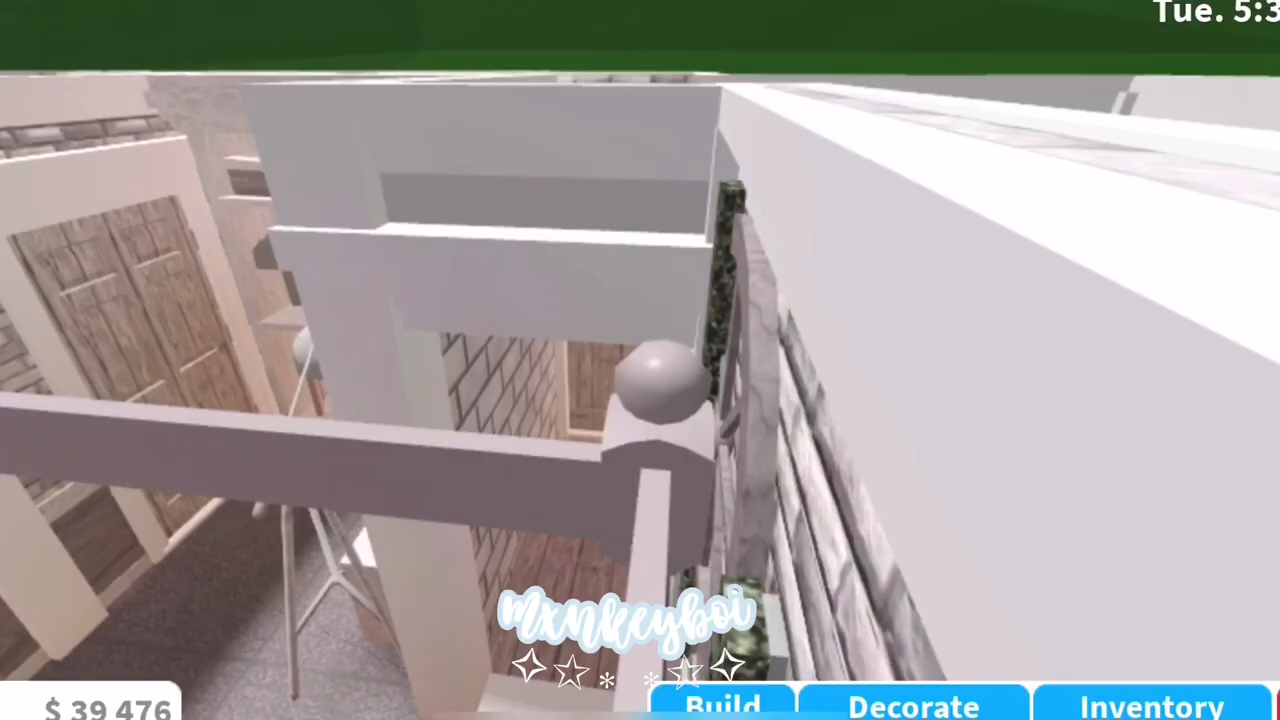 Tue. 5:3
mxnkeyboi
$ 39 476
Build
Decorate
Inventory